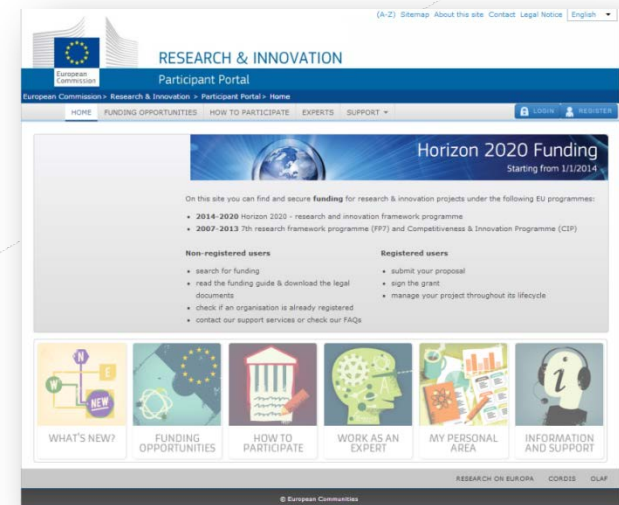 (A-Z) Sitemap About this site Contact Legal Notice English
European
Commission
RESEARCH & INNOVATION
Participant Portal
European Commission > Research & Innovation > Participant Portal > Home
HOME FUNDING OPPORTUNITIES HOW TO PARTICIPATE EXPERTS SUPPORT LOGIN REGISTER
Horizon 2020 Funding
Starting from 1/1/2014
On this site you can find and secure funding for research & innovation projects under the following EU programmes:
• 2014-2020 Horizon 2020 - research and innovation framework programme
• 2007-2013 7th research framework programme (FP7) and Competitiveness & Innovation Programme (CIP)
Non-registered users
• search for funding
• read the funding guide & download the legal
documents
• check if an organisation is already registered
• contact our support services or check our FAQs
Registered users
• submit your proposal
• sign the grant
• manage your project throughout its lifecycle
N
E
W
NEW
i
WHAT'S NEW?
FUNDING
OPPORTUNITIES
HOW TO
PARTICIPATE
WORK AS AN
EXPERT
MY PERSONAL
AREA
INFORMATION
AND SUPPORT
RESEARCH ON EUROPA CORDIS OLAF
© European Communities